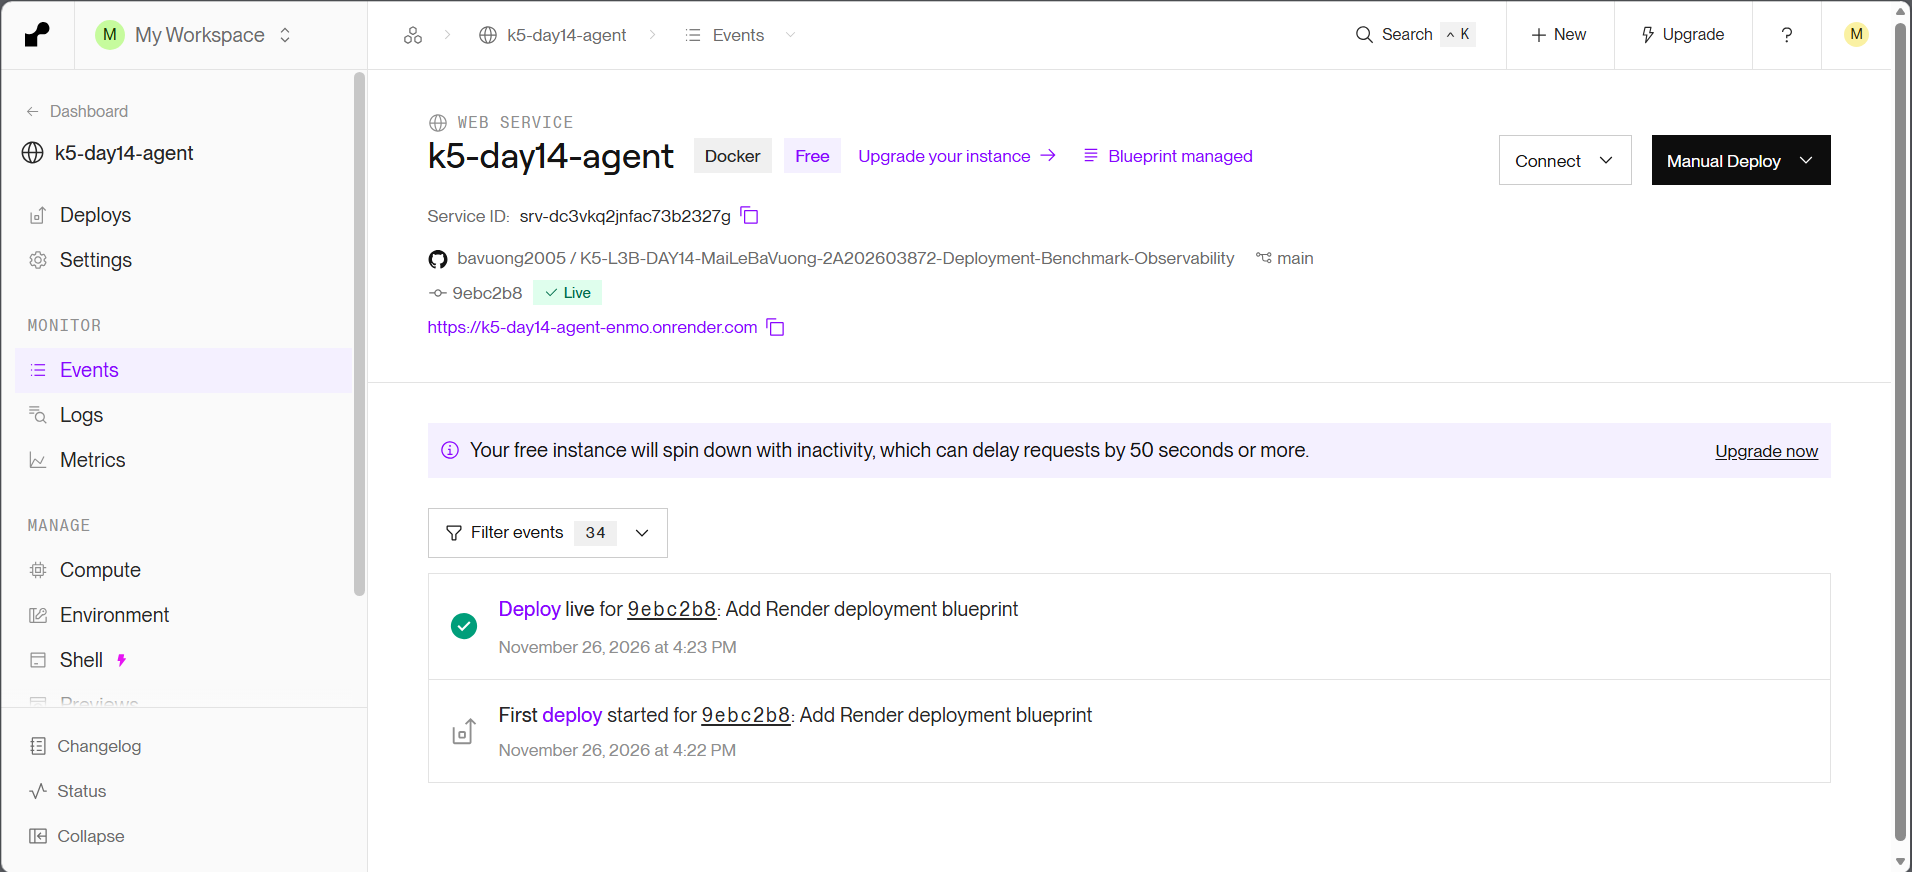 M My Workspace
k5-day14-agent
Events
Search ^ K
+ New
Upgrade
?
M
← Dashboard
k5-day14-agent
Deploys
Settings
MONITOR
Events
Logs
Metrics
MANAGE
Compute
Environment
Shell
Previews
Changelog
Status
Collapse
WEB SERVICE
k5-day14-agent Docker Free Upgrade your instance → Blueprint managed
Connect
Manual Deploy
Service ID: srv-dc3vkq2jnfac73b2327g
bavuong2005 / K5-L3B-DAY14-MaiLeBaVuong-2A202603872-Deployment-Benchmark-Observability main
9ebc2b8 Live
https://k5-day14-agent-enmo.onrender.com
Your free instance will spin down with inactivity, which can delay requests by 50 seconds or more. Upgrade now
Filter events 34
Deploy live for 9ebc2b8: Add Render deployment blueprint
November 26, 2026 at 4:23 PM
First deploy started for 9ebc2b8: Add Render deployment blueprint
November 26, 2026 at 4:22 PM